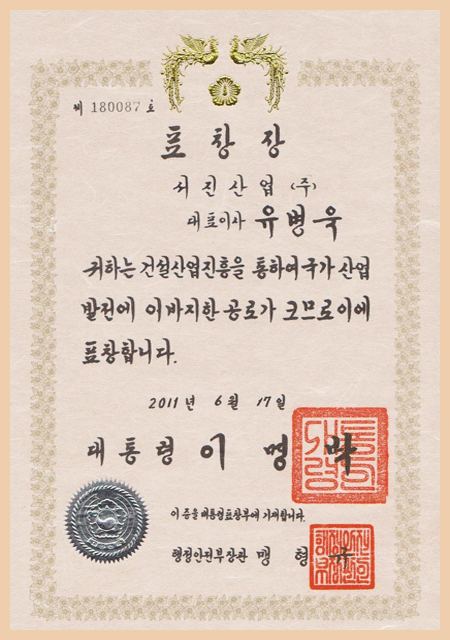 제 180087 호
표창장
서진산업(주)
대표이사 유병욱
귀하는 건설산업진흥을 통하여 국가 산업
발전에 이바지한 공로가 크므로 이에
표창합니다.
2011년 6월 17일
대통령 이명박
이 증을 대통령표창부에 기재합니다.
행정안전부장관 맹형규